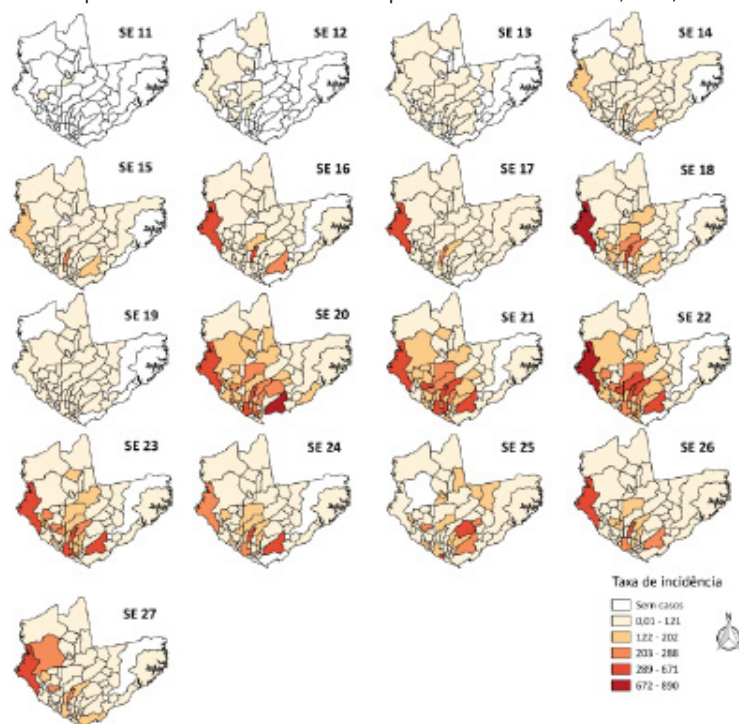 SE 11
SE 12
SE 13
SE 14
SE 15
SE 16
SE 17
SE 18
SE 19
SE 20
SE 21
SE 22
SE 23
SE 24
SE 25
SE 26
SE 27
Taxa de incidência
Sem casos
0,01 - 121
122 - 202
203 - 288
289 - 671
672 - 890
N